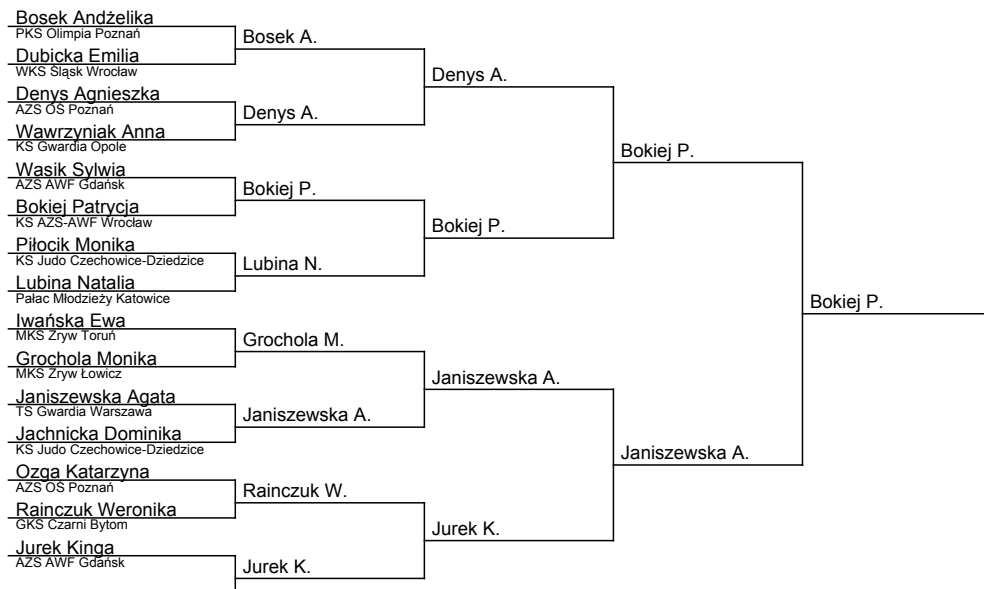 Bosek Andżelika
PKS Olimpia Poznań
Bosek A.
Dubicka Emilia
WKS Śląsk Wrocław
Denys A.
Denys Agnieszka
AZS OŚ Poznań
Denys A.
Wawrzyniak Anna
KS Gwardia Opole
Bokiej P.
Wasik Sylwia
AZS AWF Gdańsk
Bokiej P.
Bokiej Patrycja
KS AZS-AWF Wrocław
Bokiej P.
Piłocik Monika
KS Judo Czechowice-Dziedzice
Lubina N.
Lubina Natalia
Pałac Młodzieży Katowice
Bokiej P.
Iwańska Ewa
MKS Zryw Toruń
Grochola M.
Grochola Monika
MKS Zryw Łowicz
Janiszewska A.
Janiszewska Agata
TS Gwardia Warszawa
Janiszewska A.
Jachnicka Dominika
KS Judo Czechowice-Dziedzice
Janiszewska A.
Ozga Katarzyna
AZS OŚ Poznań
Rainczuk W.
Rainczuk Weronika
GKS Czarni Bytom
Jurek K.
Jurek Kinga
AZS AWF Gdańsk
Jurek K.